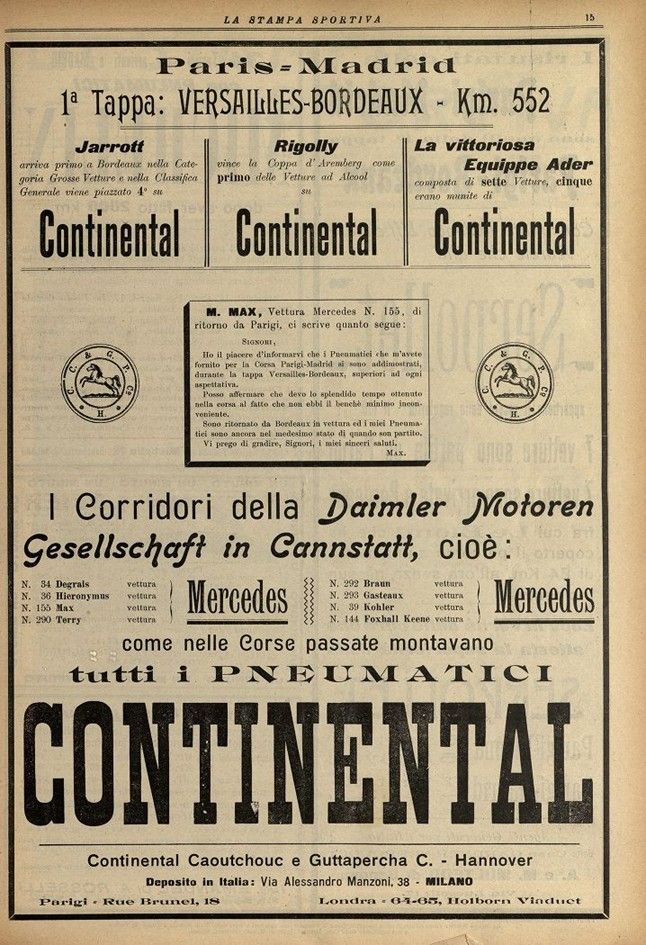 LA STAMPA SPORTIVA 15
Paris-Madrid
1ª Tappa: VERSAILLES-BORDEAUX - Km. 552
Jarrott
arriva primo a Bordeaux nella Cate-
goria Grosse Vetture e nella Classifica
Generale viene piazzato 4° su
Continental
Rigolly
vince la Coppa d'Aremberg come
primo delle Vetture ad Alcool
su
Continental
La vittoriosa
Equippe Ader
composta di sette Vetture, cinque
erano munite di
Continental
C. C. & G. P. Co
H.
M. MAX, Vettura Mercedes N. 155, di
ritorno da Parigi, ci scrive quanto segue:
SIGNORI,
Ho il piacere d'informarvi che i Pneumatici che m'avete
fornito per la Corsa Parigi-Madrid si sono addimostrati,
durante la tappa Versailles-Bordeaux, superiori ad ogni
aspettativa.
Posso affermare che devo lo splendido tempo ottenuto
nella corsa al fatto che non ebbi il benchè minimo incon-
veniente.
Sono ritornato da Bordeaux in vettura ed i miei Pneuma-
tici sono ancora nel medesimo stato di quando son partito.
Vi prego di gradire, Signori, i miei sinceri saluti.
MAX.
C. C. & G. P. Co
H.
I Corridori della Daimler Motoren
Gesellschaft in Cannstatt, cioè:
N. 34 Degrais vettura
N. 36 Hieronymus vettura
N. 155 Max vettura
N. 290 Terry vettura
Mercedes
N. 292 Braun vettura
N. 293 Gasteaux vettura
N. 39 Kohler vettura
N. 144 Foxhall Keene vettura
Mercedes
come nelle Corse passate montavano
tutti i PNEUMATICI
CONTINENTAL
Continental Caoutchouc e Guttapercha C. - Hannover
Deposito in Italia: Via Alessandro Manzoni, 38 - MILANO
Parigi - Rue Brunel, 18 Londra - 64-65, Holborn Viaduct